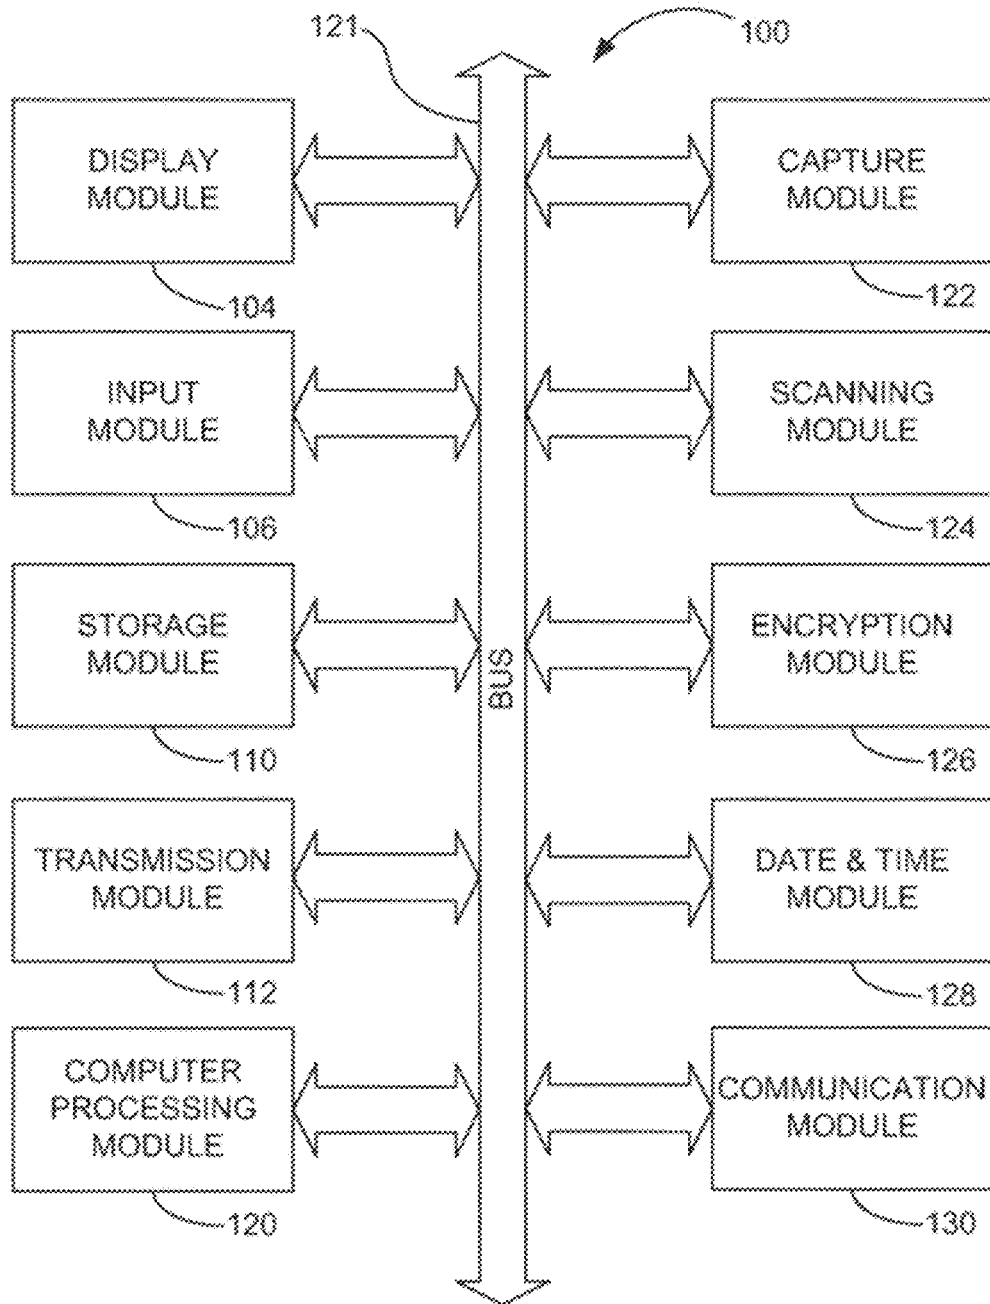 121
100
DISPLAY
MODULE
104
CAPTURE
MODULE
122
INPUT
MODULE
106
SCANNING
MODULE
124
STORAGE
MODULE
110
BUS
ENCRYPTION
MODULE
126
TRANSMISSION
MODULE
112
DATE & TIME
MODULE
128
COMPUTER
PROCESSING
MODULE
120
COMMUNICATION
MODULE
130